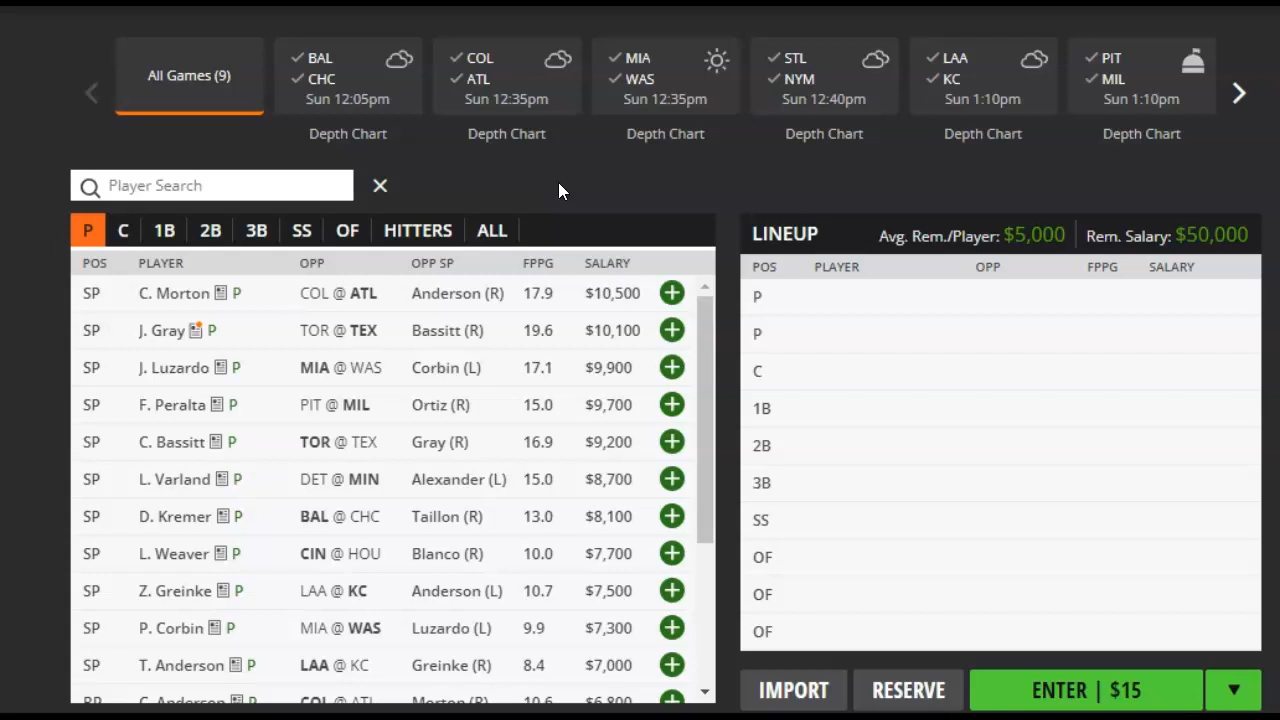 All Games (9)
BAL
CHC
Sun 12:05pm
Depth Chart
COL
ATL
Sun 12:35pm
Depth Chart
MIA
WAS
Sun 12:35pm
Depth Chart
STL
NYM
Sun 12:40pm
Depth Chart
LAA
KC
Sun 1:10pm
Depth Chart
PIT
MIL
Sun 1:10pm
Depth Chart
Player Search
P C 1B 2B 3B SS OF HITTERS ALL
POS PLAYER OPP OPP SP FPPG SALARY
SP C. Morton P COL @ ATL Anderson (R) 17.9 $10,500
SP J. Gray P TOR @ TEX Bassitt (R) 19.6 $10,100
SP J. Luzardo P MIA @ WAS Corbin (L) 17.1 $9,900
SP F. Peralta P PIT @ MIL Ortiz (R) 15.0 $9,700
SP C. Bassitt P TOR @ TEX Gray (R) 16.9 $9,200
SP L. Varland P DET @ MIN Alexander (L) 15.0 $8,700
SP D. Kremer P BAL @ CHC Taillon (R) 13.0 $8,100
SP L. Weaver P CIN @ HOU Blanco (R) 10.0 $7,700
SP Z. Greinke P LAA @ KC Anderson (L) 10.7 $7,500
SP P. Corbin P MIA @ WAS Luzardo (L) 9.9 $7,300
SP T. Anderson P LAA @ KC Greinke (R) 8.4 $7,000
RP C. Anderson P COL @ ATL Morton (R) 10.6 $6,800
LINEUP Avg. Rem./Player: $5,000 Rem. Salary: $50,000
POS PLAYER OPP FPPG SALARY
P
P
C
1B
2B
3B
SS
OF
OF
OF
IMPORT RESERVE ENTER | $15